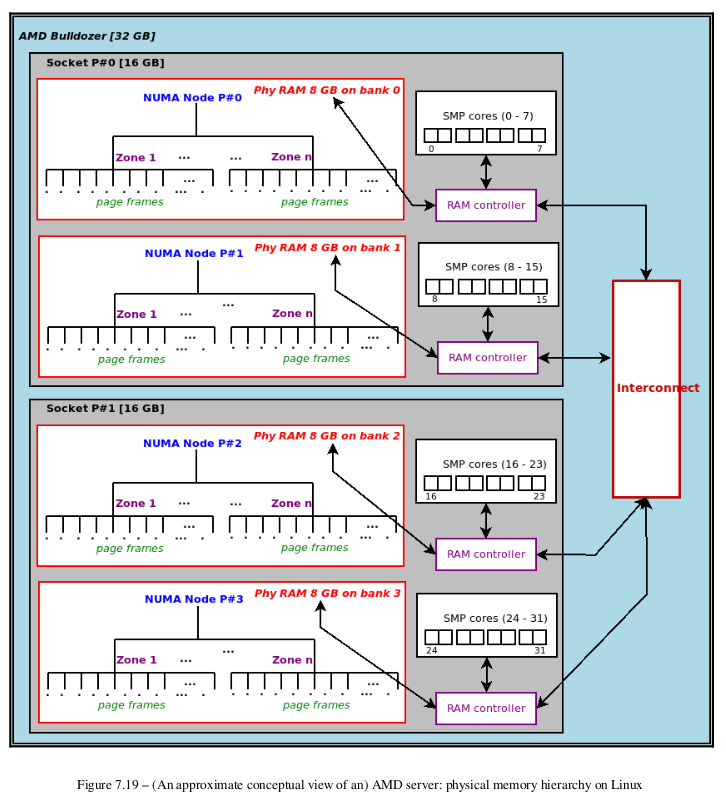 AMD Bulldozer [32 GB]
Socket P#0 [16 GB]
Phy RAM 8 GB on bank 0
NUMA Node P#0
Zone 1 ... ... Zone n
... ...
page frames page frames
SMP cores (0 - 7)
0 7
RAM controller
Phy RAM 8 GB on bank 1
NUMA Node P#1
...
Zone 1 ... Zone n
... ...
page frames page frames
SMP cores (8 - 15)
8 15
RAM controller
Interconnect
Socket P#1 [16 GB]
Phy RAM 8 GB on bank 2
NUMA Node P#2
Zone 1 ... ... Zone n
... ...
page frames page frames
SMP cores (16 - 23)
16 23
RAM controller
Phy RAM 8 GB on bank 3
NUMA Node P#3
...
Zone 1 ... Zone n
... ...
page frames page frames
SMP cores (24 - 31)
24 31
RAM controller
Figure 7.19 – (An approximate conceptual view of an) AMD server: physical memory hierarchy on Linux